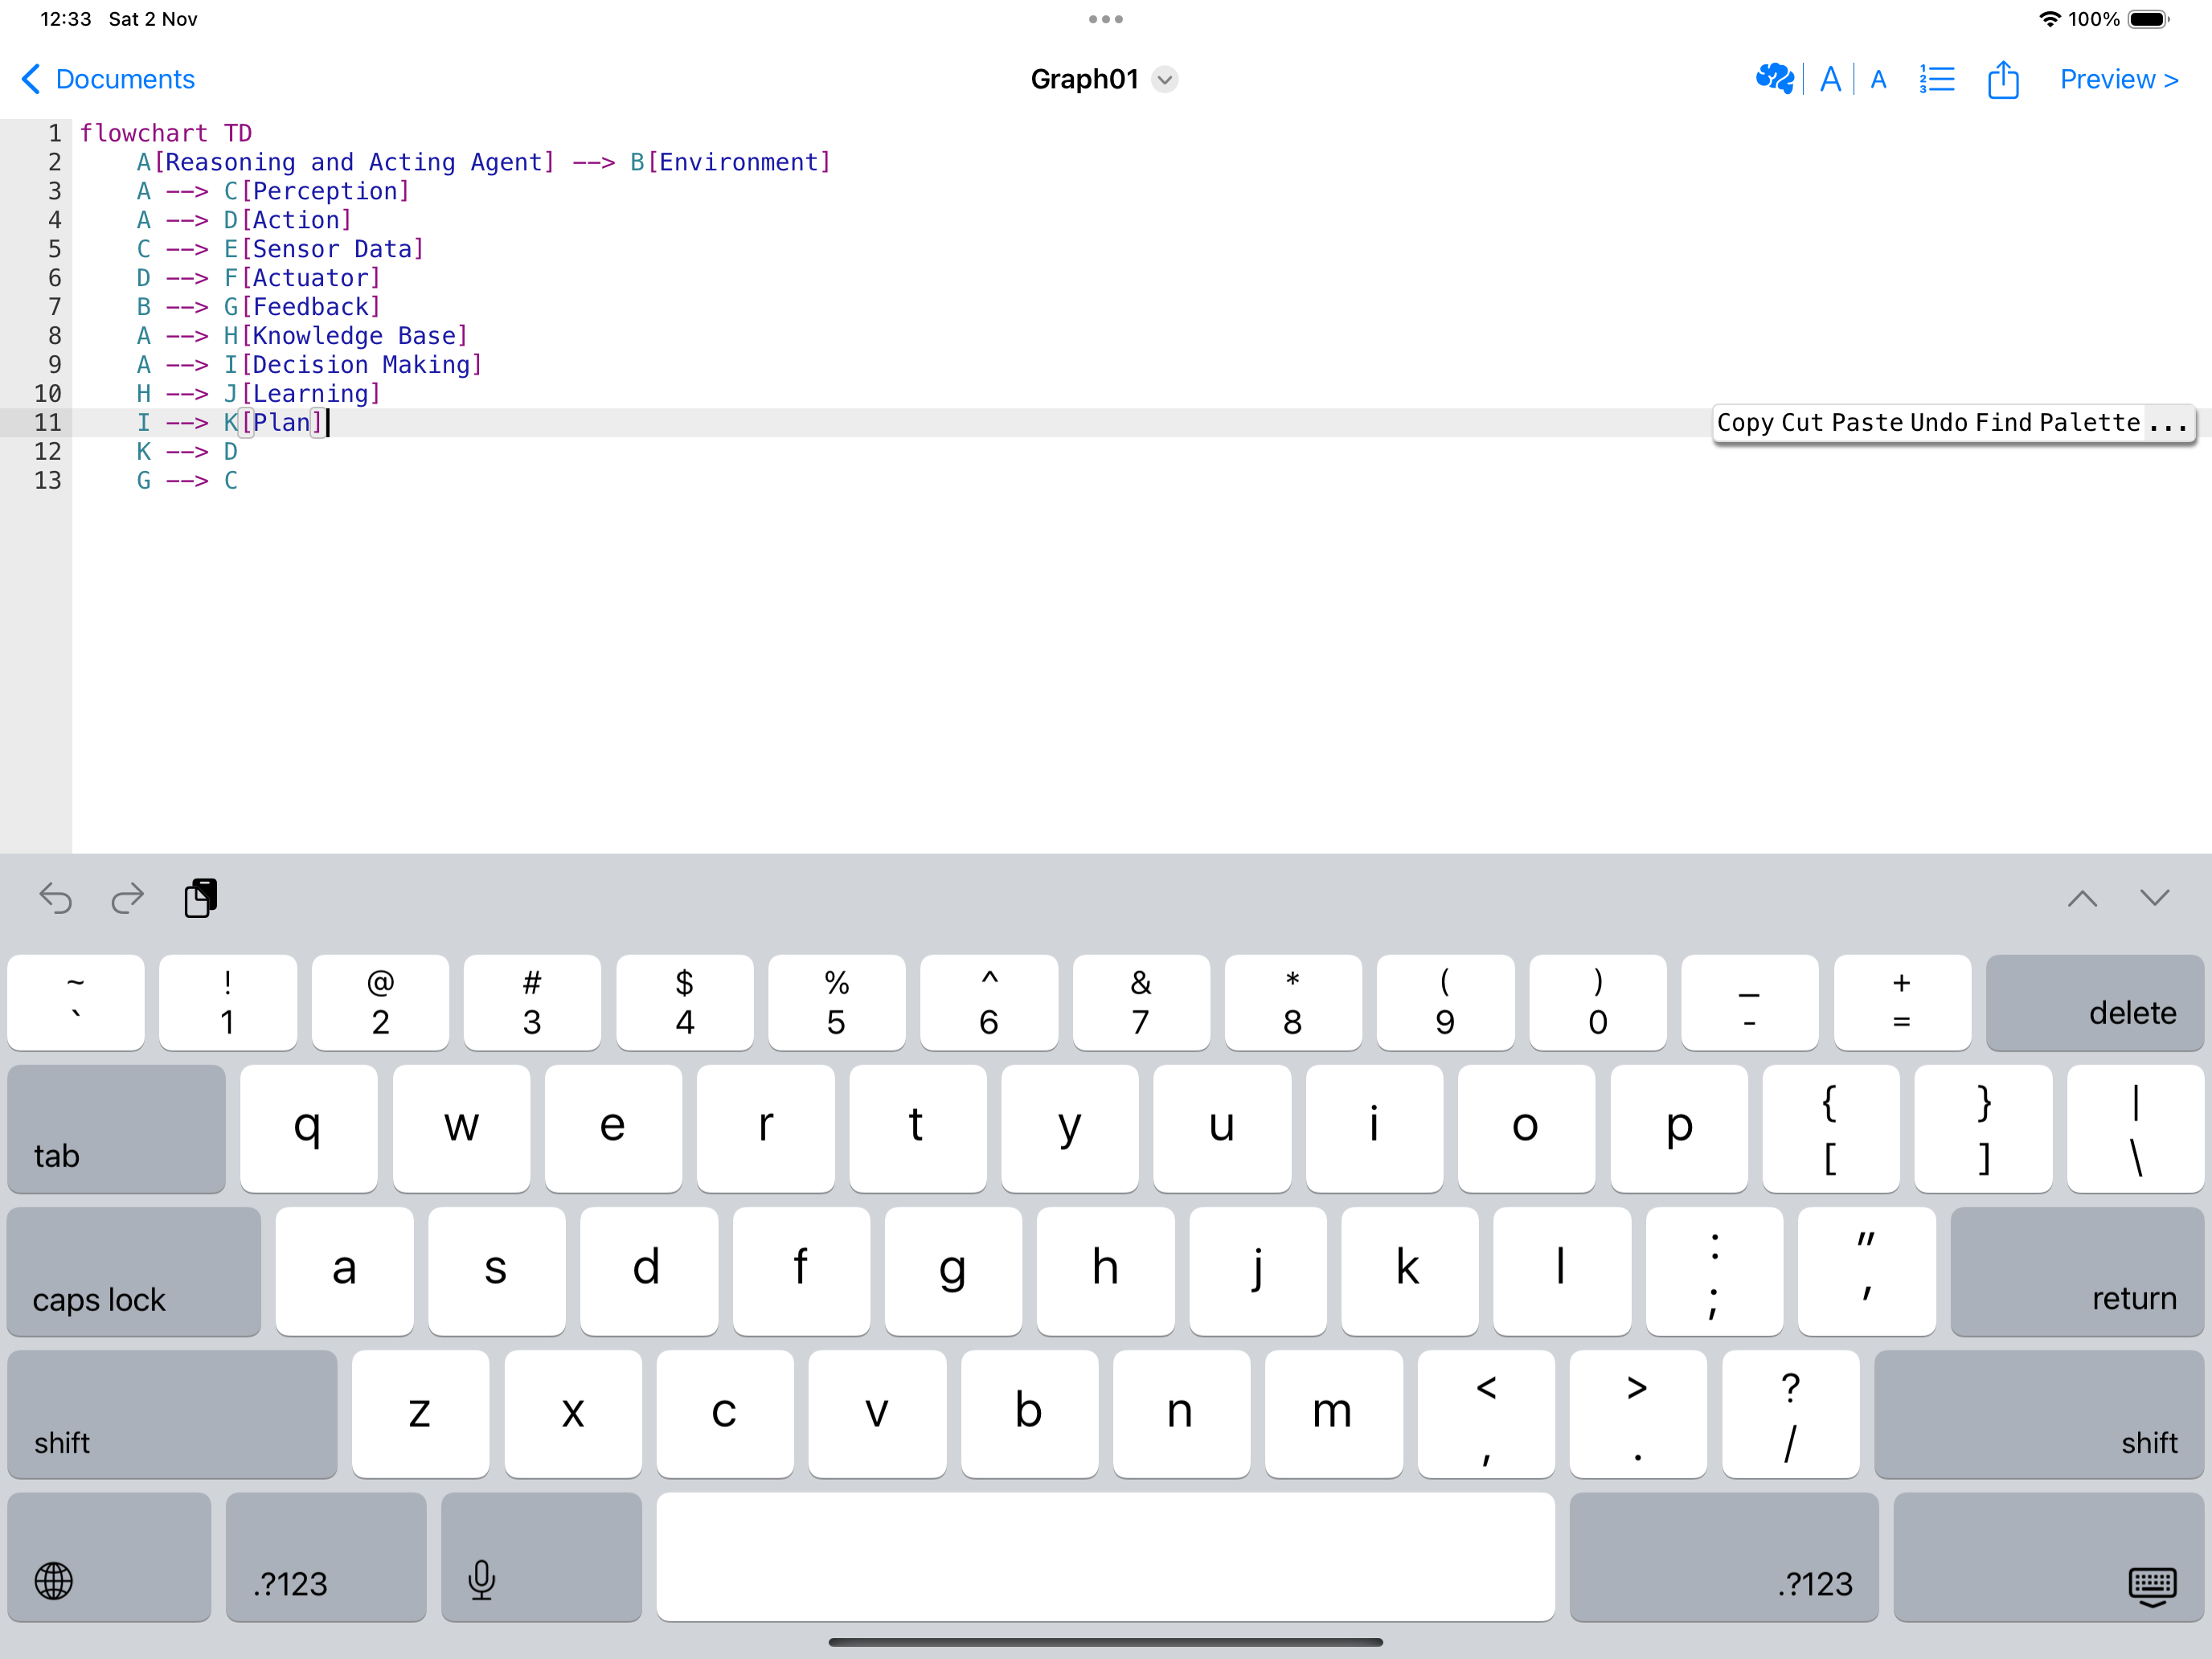 12:33 Sat 2 Nov
100%
Documents
Graph01
A A
1 2 3
Preview >
1 flowchart TD
2     A[Reasoning and Acting Agent] --> B[Environment]
3     A --> C[Perception]
4     A --> D[Action]
5     C --> E[Sensor Data]
6     D --> F[Actuator]
7     B --> G[Feedback]
8     A --> H[Knowledge Base]
9     A --> I[Decision Making]
10     H --> J[Learning]
11     I --> K[Plan]
Copy Cut Paste Undo Find Palette ...
12     K --> D
13     G --> C
~ ! @ # $ % ^ & * ( ) _ +
` 1 2 3 4 5 6 7 8 9 0 - = delete
{ } |
tab q w e r t y u i o p [ ] \
: "
caps lock a s d f g h j k l ; ' return
< > ?
shift z x c v b n m , . / shift
.?123 .?123